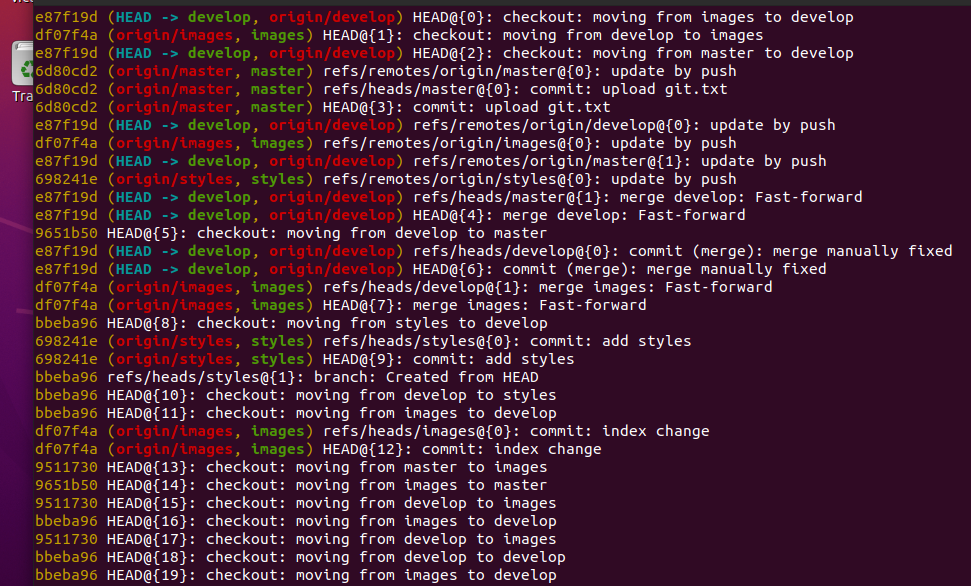 e87f19d (HEAD -> develop, origin/develop) HEAD@{0}: checkout: moving from images to develop
df07f4a (origin/images, images) HEAD@{1}: checkout: moving from develop to images
e87f19d (HEAD -> develop, origin/develop) HEAD@{2}: checkout: moving from master to develop
6d80cd2 (origin/master, master) refs/remotes/origin/master@{0}: update by push
6d80cd2 (origin/master, master) refs/heads/master@{0}: commit: upload git.txt
6d80cd2 (origin/master, master) HEAD@{3}: commit: upload git.txt
e87f19d (HEAD -> develop, origin/develop) refs/remotes/origin/develop@{0}: update by push
df07f4a (origin/images, images) refs/remotes/origin/images@{0}: update by push
e87f19d (HEAD -> develop, origin/develop) refs/remotes/origin/master@{1}: update by push
698241e (origin/styles, styles) refs/remotes/origin/styles@{0}: update by push
e87f19d (HEAD -> develop, origin/develop) refs/heads/master@{1}: merge develop: Fast-forward
e87f19d (HEAD -> develop, origin/develop) HEAD@{4}: merge develop: Fast-forward
9651b50 HEAD@{5}: checkout: moving from develop to master
e87f19d (HEAD -> develop, origin/develop) refs/heads/develop@{0}: commit (merge): merge manually fixed
e87f19d (HEAD -> develop, origin/develop) HEAD@{6}: commit (merge): merge manually fixed
df07f4a (origin/images, images) refs/heads/develop@{1}: merge images: Fast-forward
df07f4a (origin/images, images) HEAD@{7}: merge images: Fast-forward
bbeba96 HEAD@{8}: checkout: moving from styles to develop
698241e (origin/styles, styles) refs/heads/styles@{0}: commit: add styles
698241e (origin/styles, styles) HEAD@{9}: commit: add styles
bbeba96 refs/heads/styles@{1}: branch: Created from HEAD
bbeba96 HEAD@{10}: checkout: moving from develop to styles
bbeba96 HEAD@{11}: checkout: moving from images to develop
df07f4a (origin/images, images) refs/heads/images@{0}: commit: index change
df07f4a (origin/images, images) HEAD@{12}: commit: index change
9511730 HEAD@{13}: checkout: moving from master to images
9651b50 HEAD@{14}: checkout: moving from images to master
9511730 HEAD@{15}: checkout: moving from develop to images
bbeba96 HEAD@{16}: checkout: moving from images to develop
9511730 HEAD@{17}: checkout: moving from develop to images
bbeba96 HEAD@{18}: checkout: moving from develop to develop
bbeba96 HEAD@{19}: checkout: moving from images to develop